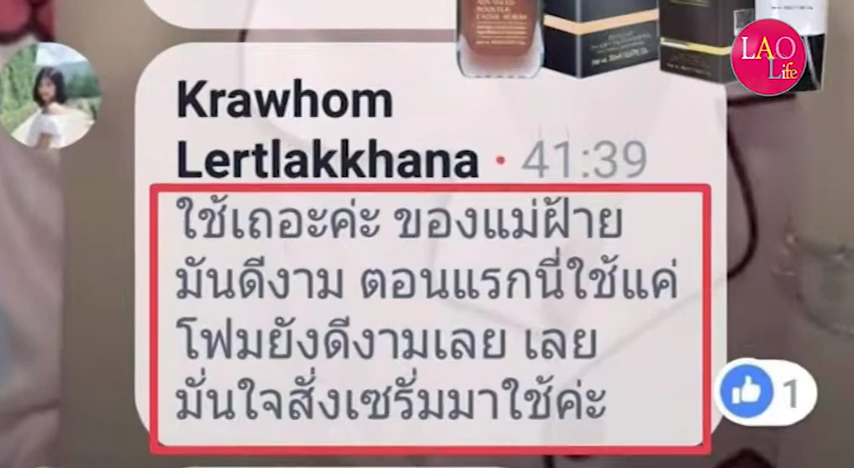 LAO
Life
Krawhom
Lertlakkhana • 41:39
ใช้เถอะค่ะ ของแม่ฝ้าย
มันดีงาม ตอนแรกนี่ใช้แค่
โฟมยังดีงามเลย เลย
มั่นใจสั่งเซรั่มมาใช้ค่ะ
1